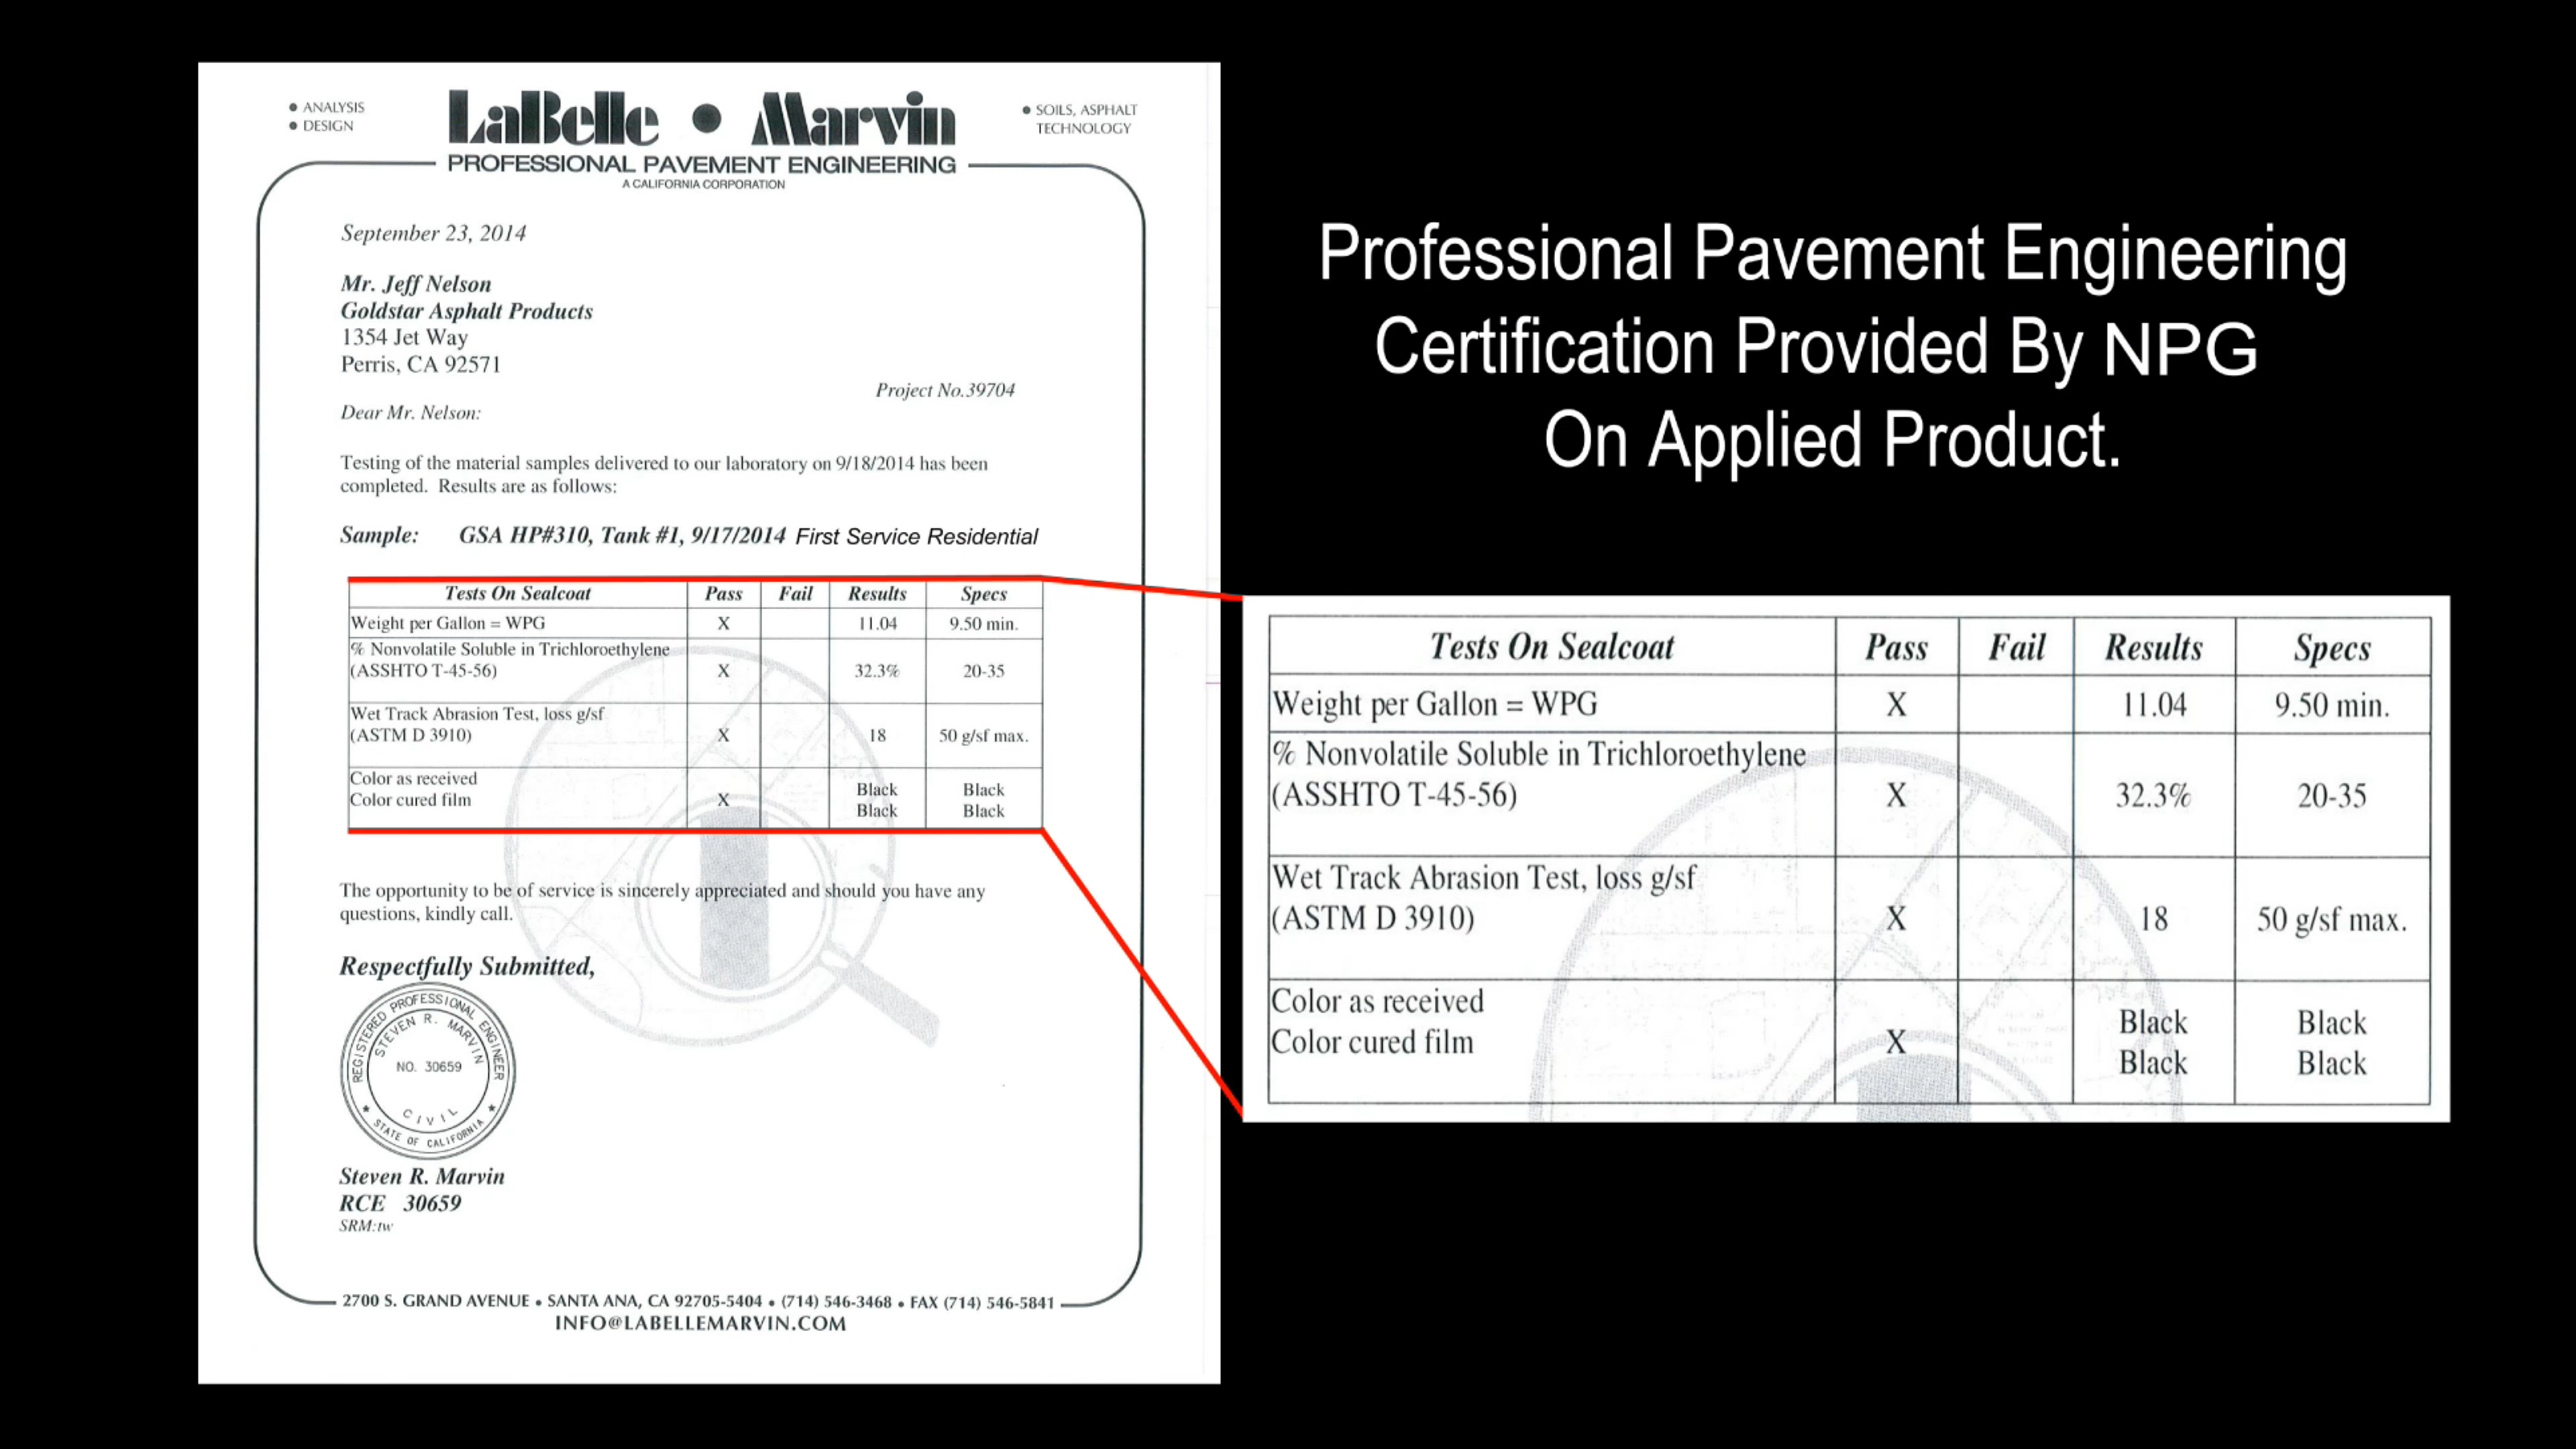 • ANALYSIS
• DESIGN
LaBelle • Marvin
• SOILS, ASPHALT
TECHNOLOGY
PROFESSIONAL PAVEMENT ENGINEERING
A CALIFORNIA CORPORATION
September 23, 2014
Mr. Jeff Nelson
Goldstar Asphalt Products
1354 Jet Way
Perris, CA 92571
Project No.39704
Dear Mr. Nelson:
Testing of the material samples delivered to our laboratory on 9/18/2014 has been
completed. Results are as follows:
Sample: GSA HP#310, Tank #1, 9/17/2014 First Service Residential
Tests On Sealcoat Pass Fail Results Specs
Weight per Gallon = WPG X 11.04 9.50 min.
% Nonvolatile Soluble in Trichloroethylene
(ASSHTO T-45-56) X 32.3% 20-35
Wet Track Abrasion Test, loss g/sf
(ASTM D 3910) X 18 50 g/sf max.
Color as received Black Black
Color cured film X Black Black
The opportunity to be of service is sincerely appreciated and should you have any
questions, kindly call.
Respectfully Submitted,
REGISTERED PROFESSIONAL ENGINEER
STEVEN R. MARVIN
NO. 30659
CIVIL
STATE OF CALIFORNIA
Steven R. Marvin
RCE 30659
SRM:tw
2700 S. GRAND AVENUE • SANTA ANA, CA 92705-5404 • (714) 546-3468 • FAX (714) 546-5841
INFO@LABELLEMARVIN.COM
Professional Pavement Engineering
Certification Provided By NPG
On Applied Product.
Tests On Sealcoat Pass Fail Results Specs
Weight per Gallon = WPG X 11.04 9.50 min.
% Nonvolatile Soluble in Trichloroethylene
(ASSHTO T-45-56) X 32.3% 20-35
Wet Track Abrasion Test, loss g/sf
(ASTM D 3910) X 18 50 g/sf max.
Color as received Black Black
Color cured film X Black Black